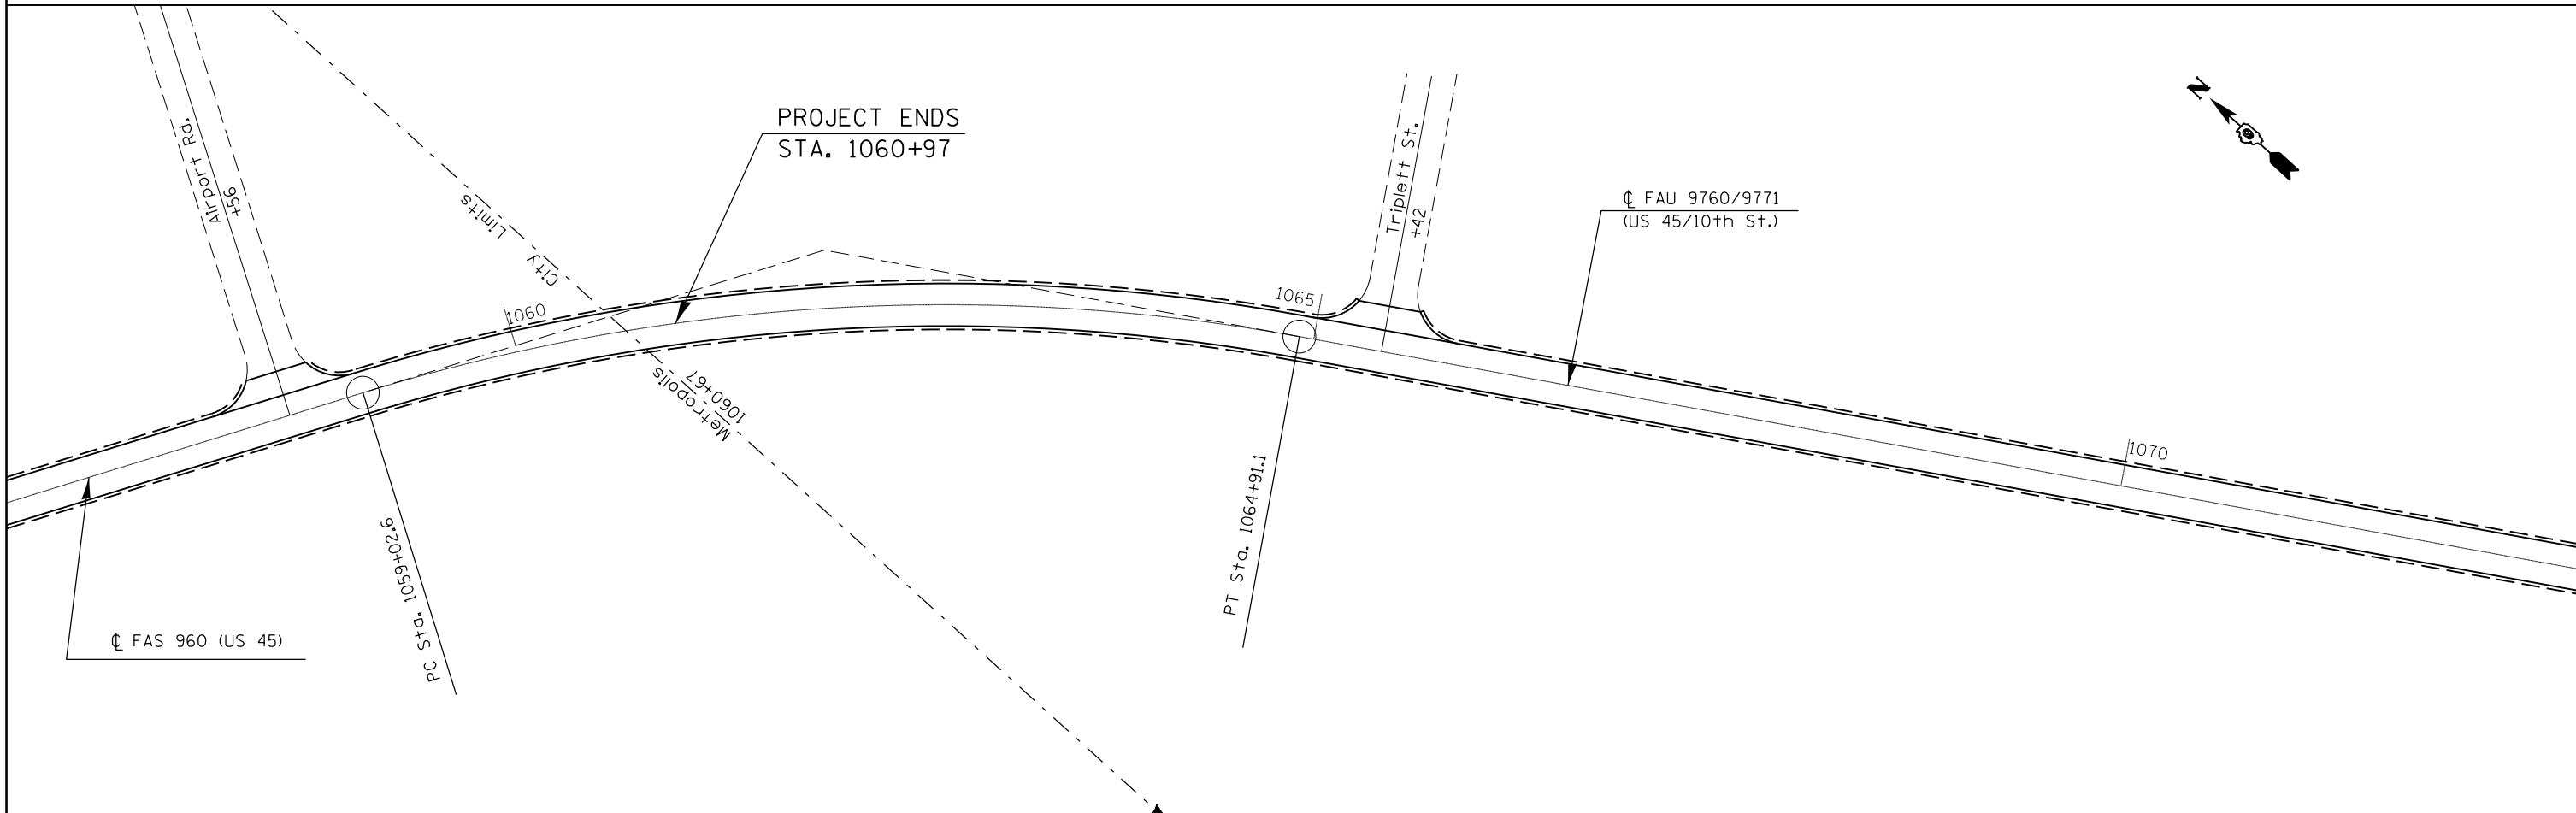 Airport Rd.
+56
Limits
City
Metropolis
1060+67
PROJECT ENDS
STA. 1060+97
1060
1065
Triplett St.
+42
℄ FAU 9760/9771
(US 45/10th St.)
N
1070
℄ FAS 960 (US 45)
PC Sta. 1059+02.6
PT Sta. 1064+91.1